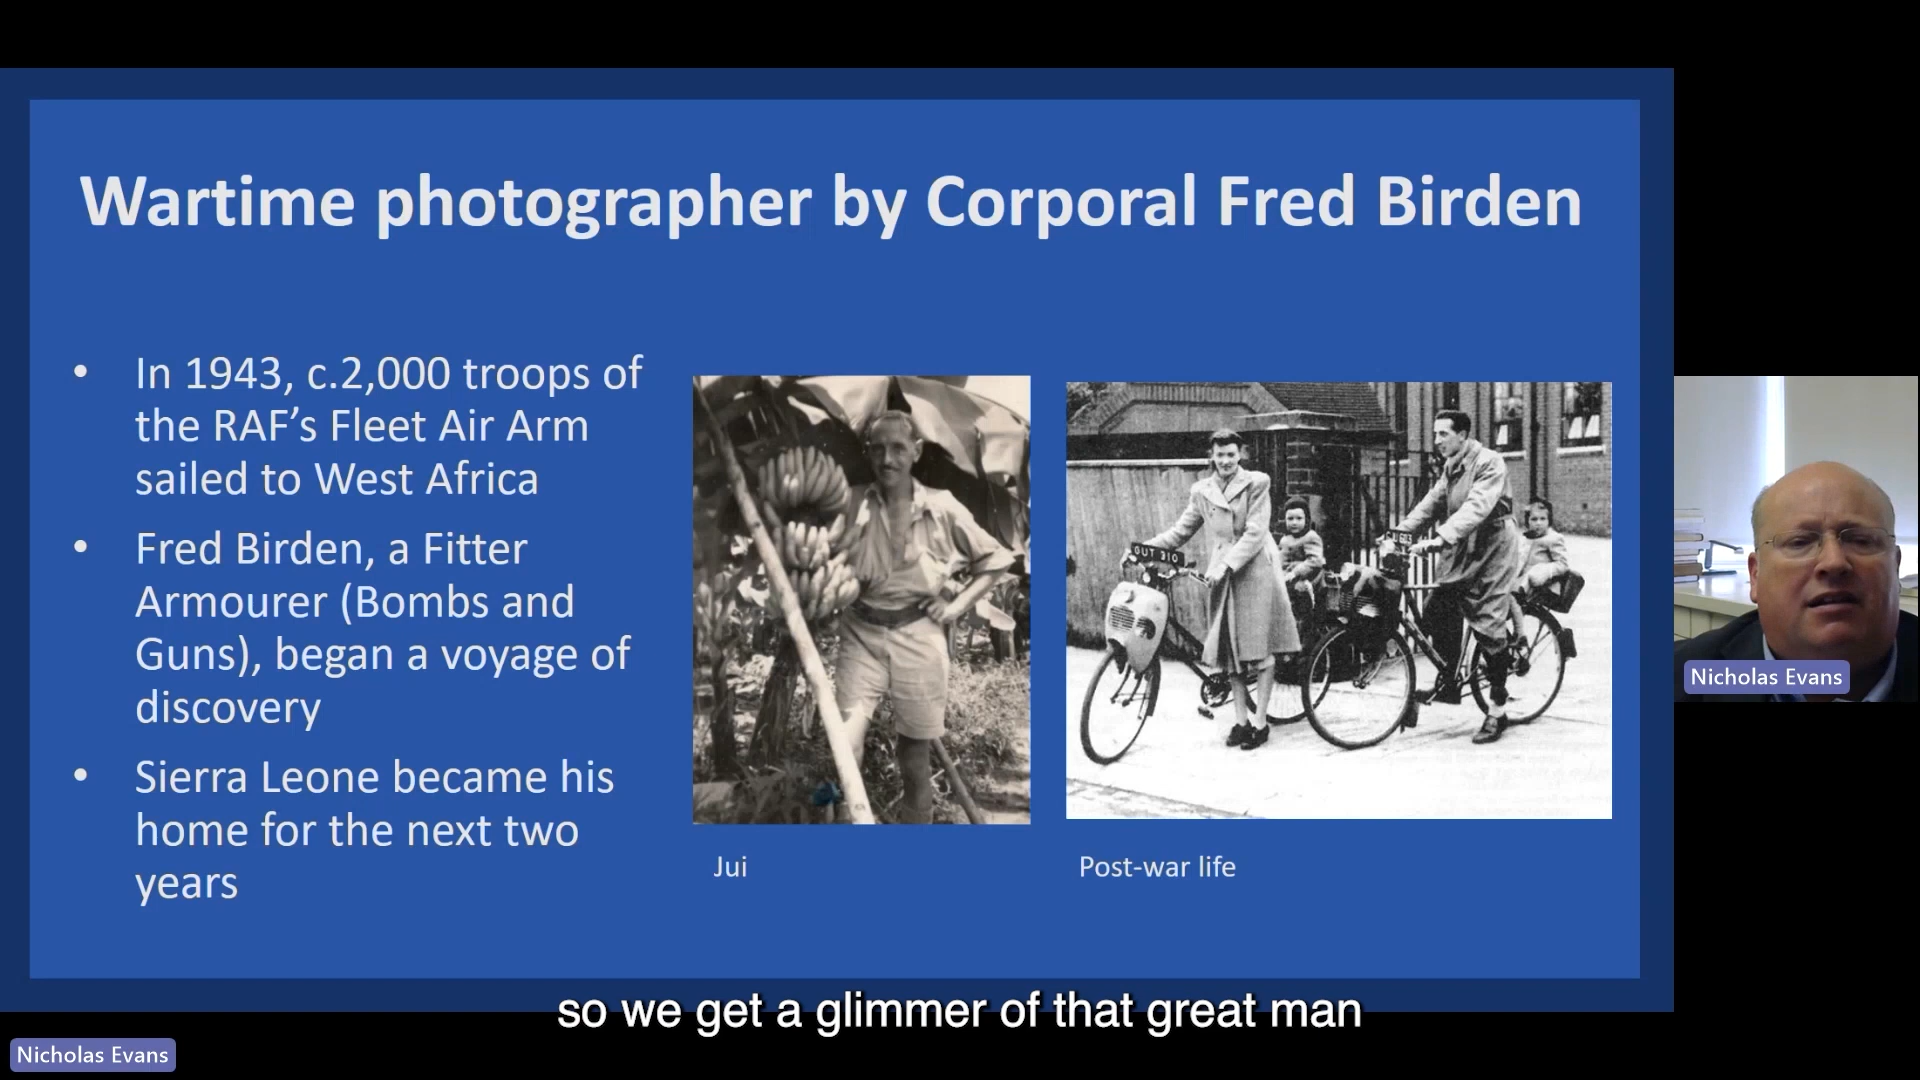 Wartime photographer by Corporal Fred Birden
• In 1943, c.2,000 troops of
the RAF’s Fleet Air Arm
sailed to West Africa
• Fred Birden, a Fitter
Armourer (Bombs and
Guns), began a voyage of
discovery
• Sierra Leone became his
home for the next two
years
GUT 310
Jui
Post-war life
Nicholas Evans
so we get a glimmer of that great man
Nicholas Evans